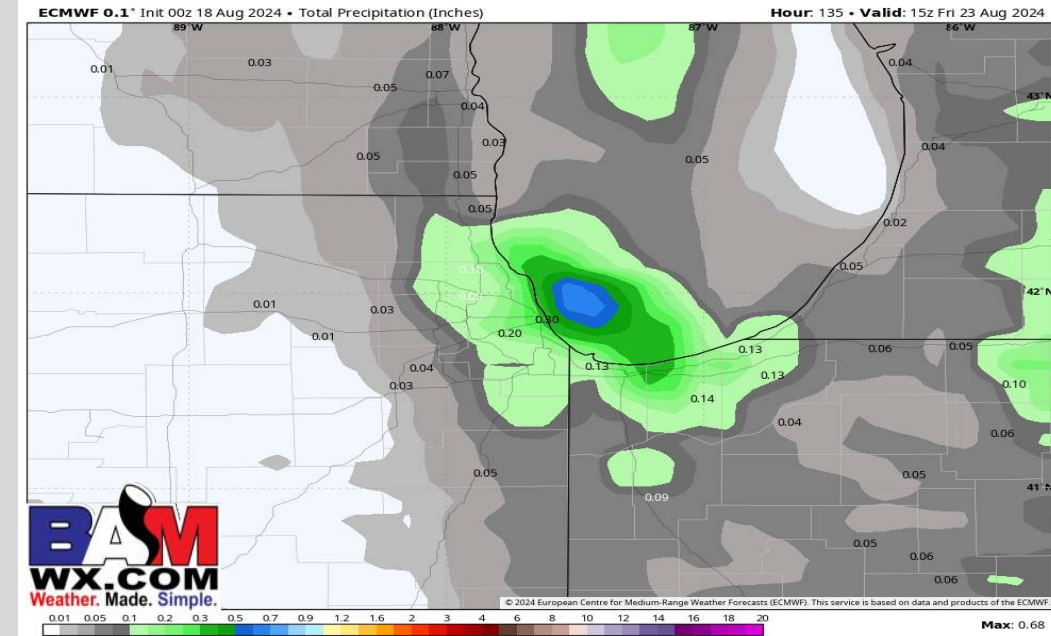 ECMWF 0.1° Init 00z 18 Aug 2024 • Total Precipitation (Inches)
Hour: 135 • Valid: 15z Fri 23 Aug 2024
89°W 88°W 87°W 86°W
0.01 0.03 0.07 0.04
0.05
0.04 43°N
0.03 0.04
0.05 0.05
0.05
0.05 0.02
0.05
0.01 0.03 42°N
0.30
0.01 0.20
0.13 0.06 0.05
0.04 0.13 0.13
0.03 0.10
0.14
0.04
0.06
0.05 0.05 41°N
0.09
0.05
0.06
0.06
BAM
WX.COM
Weather. Made. Simple.
© 2024 European Centre for Medium-Range Weather Forecasts (ECMWF). This service is based on data and products of the ECMWF.
0.01 0.05 0.1 0.2 0.3 0.5 0.7 0.9 1.2 1.6 2 3 4 6 8 10 12 14 16 18 20
Max: 0.68